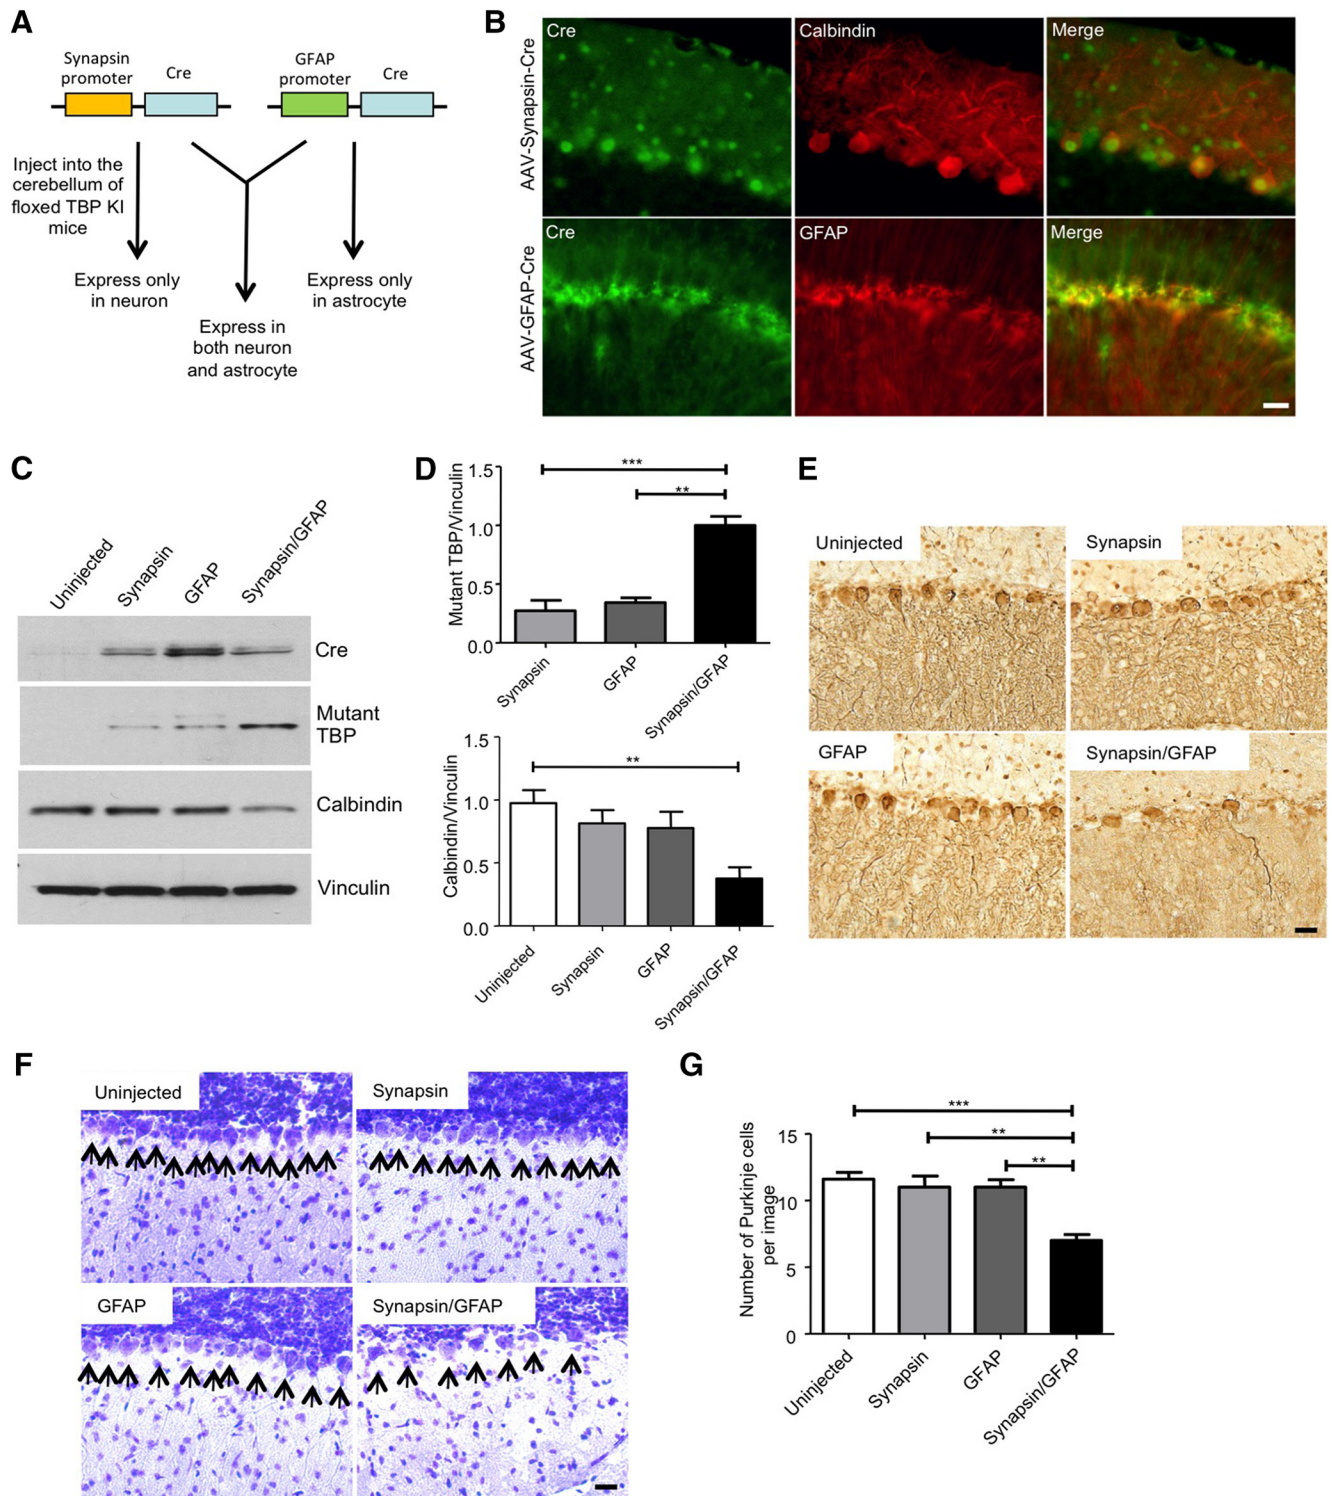 A
Synapsin
promoter
Cre
GFAP
promoter
Cre
Inject into the
cerebellum of
floxed TBP KI
mice
Express only
in neuron
Express only
in astrocyte
Express in
both neuron
and astrocyte
B
AAV-Synapsin-Cre
Cre
Calbindin
Merge
AAV-GFAP-Cre
Cre
GFAP
Merge
C
Uninjected
Synapsin
GFAP
Synapsin/GFAP
Cre
Mutant
TBP
Calbindin
Vinculin
D
Mutant TBP/Vinculin
1.5
1.0
0.5
0.0
***
**
Synapsin
GFAP
Synapsin/GFAP
Calbindin/Vinculin
1.5
1.0
0.5
0.0
**
Uninjected
Synapsin
GFAP
Synapsin/GFAP
E
Uninjected
Synapsin
GFAP
Synapsin/GFAP
F
Uninjected
Synapsin
GFAP
Synapsin/GFAP
G
Number of Purkinje cells
per image
15
10
5
0
***
**
**
Uninjected
Synapsin
GFAP
Synapsin/GFAP